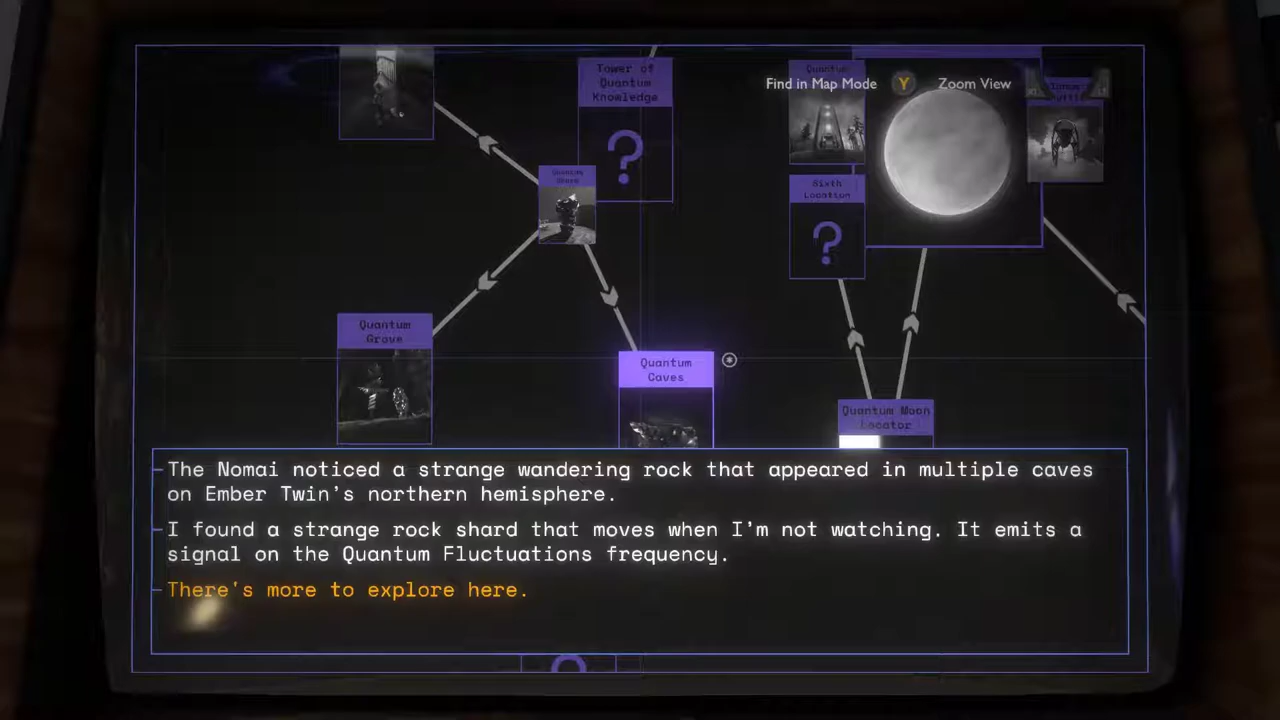 Tower of
Quantum
Knowledge
Quantum
Find in Map Mode
Y
Zoom View
Sixth
Location
Quantum
Grove
Quantum
Caves
Quantum Moon
Locator
The Nomai noticed a strange wandering rock that appeared in multiple caves
on Ember Twin's northern hemisphere.
I found a strange rock shard that moves when I'm not watching. It emits a
signal on the Quantum Fluctuations frequency.
There's more to explore here.